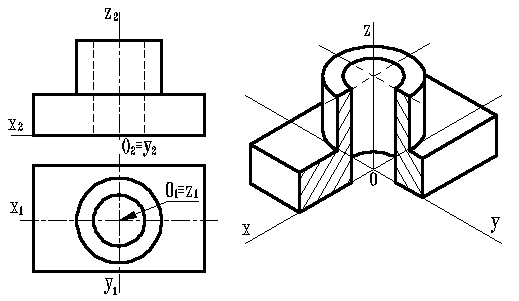 z₂
x₂
O₂≡y₂
x₁
O₁≡z₁
y₁
z
O
x
y